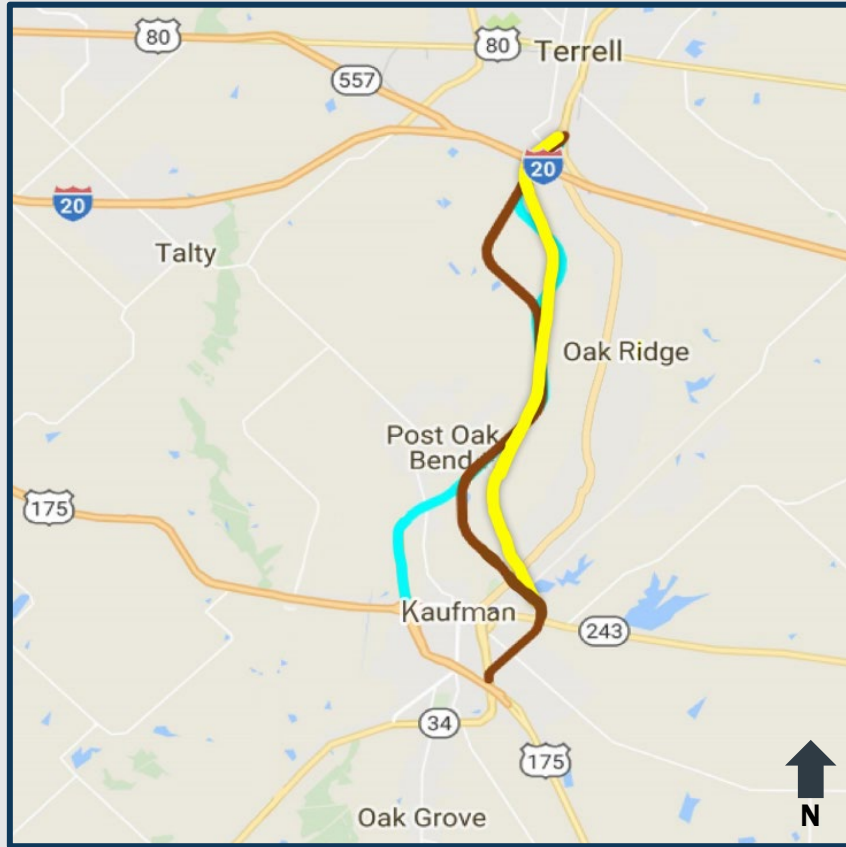 80
80
Terrell
557
20
20
Talty
Oak Ridge
Post Oak
Bend
175
Kaufman
243
34
175
Oak Grove
N